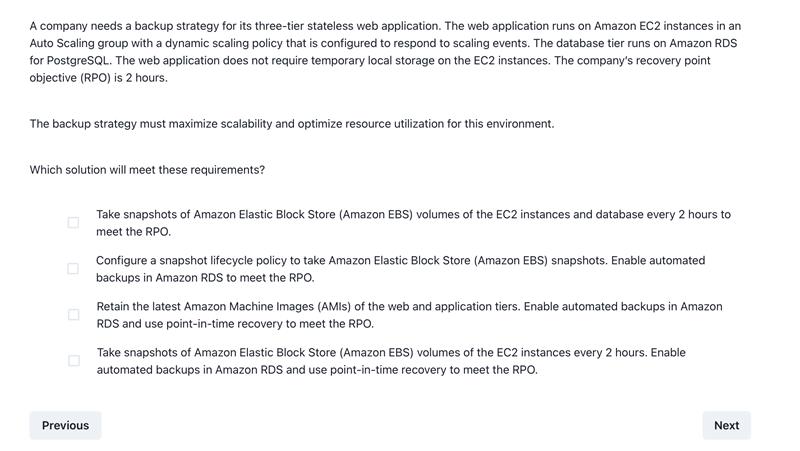 A company needs a backup strategy for its three-tier stateless web application. The web application runs on Amazon EC2 instances in an
Auto Scaling group with a dynamic scaling policy that is configured to respond to scaling events. The database tier runs on Amazon RDS
for PostgreSQL. The web application does not require temporary local storage on the EC2 instances. The company's recovery point
objective (RPO) is 2 hours.
The backup strategy must maximize scalability and optimize resource utilization for this environment.
Which solution will meet these requirements?
Take snapshots of Amazon Elastic Block Store (Amazon EBS) volumes of the EC2 instances and database every 2 hours to
meet the RPO.
Configure a snapshot lifecycle policy to take Amazon Elastic Block Store (Amazon EBS) snapshots. Enable automated
backups in Amazon RDS to meet the RPO.
Retain the latest Amazon Machine Images (AMIs) of the web and application tiers. Enable automated backups in Amazon
RDS and use point-in-time recovery to meet the RPO.
Take snapshots of Amazon Elastic Block Store (Amazon EBS) volumes of the EC2 instances every 2 hours. Enable
automated backups in Amazon RDS and use point-in-time recovery to meet the RPO.
Previous
Next